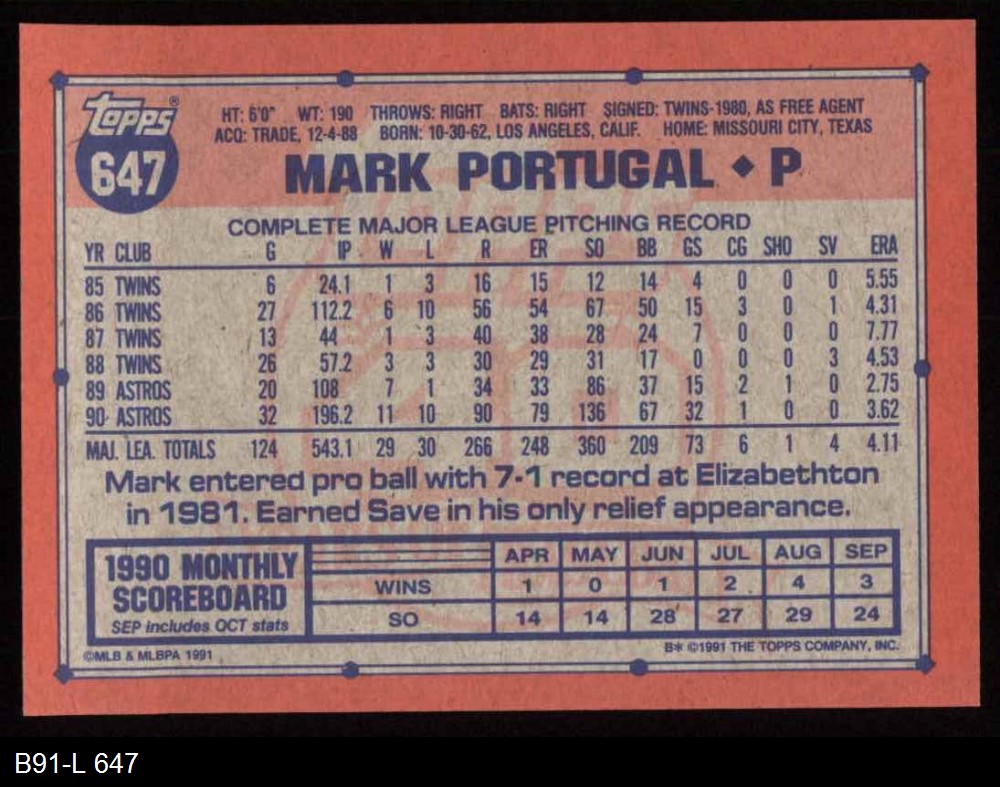 Topps®
647
HT: 6'0" WT: 190 THROWS: RIGHT BATS: RIGHT SIGNED: TWINS-1980, AS FREE AGENT
ACQ: TRADE, 12-4-88 BORN: 10-30-62, LOS ANGELES, CALIF. HOME: MISSOURI CITY, TEXAS
MARK PORTUGAL ◆ P
COMPLETE MAJOR LEAGUE PITCHING RECORD
YR CLUB G IP W L R ER SO BB GS CG SHO SV ERA
85 TWINS 6 24.1 1 3 16 15 12 14 4 0 0 0 5.55
86 TWINS 27 112.2 6 10 56 54 67 50 15 3 0 1 4.31
87 TWINS 13 44 1 3 40 38 28 24 7 0 0 0 7.77
88 TWINS 26 57.2 3 3 30 29 31 17 0 0 0 3 4.53
89 ASTROS 20 108 7 1 34 33 86 37 15 2 1 0 2.75
90 ASTROS 32 196.2 11 10 90 79 136 67 32 1 0 0 3.62
MAJ. LEA. TOTALS 124 543.1 29 30 266 248 360 209 73 6 1 4 4.11
Mark entered pro ball with 7-1 record at Elizabethton
in 1981. Earned Save in his only relief appearance.
1990 MONTHLY
SCOREBOARD
SEP includes OCT stats
APR MAY JUN JUL AUG SEP
WINS 1 0 1 2 4 3
SO 14 14 28 27 29 24
©MLB & MLBPA 1991
B* ©1991 THE TOPPS COMPANY, INC.
B91-L 647